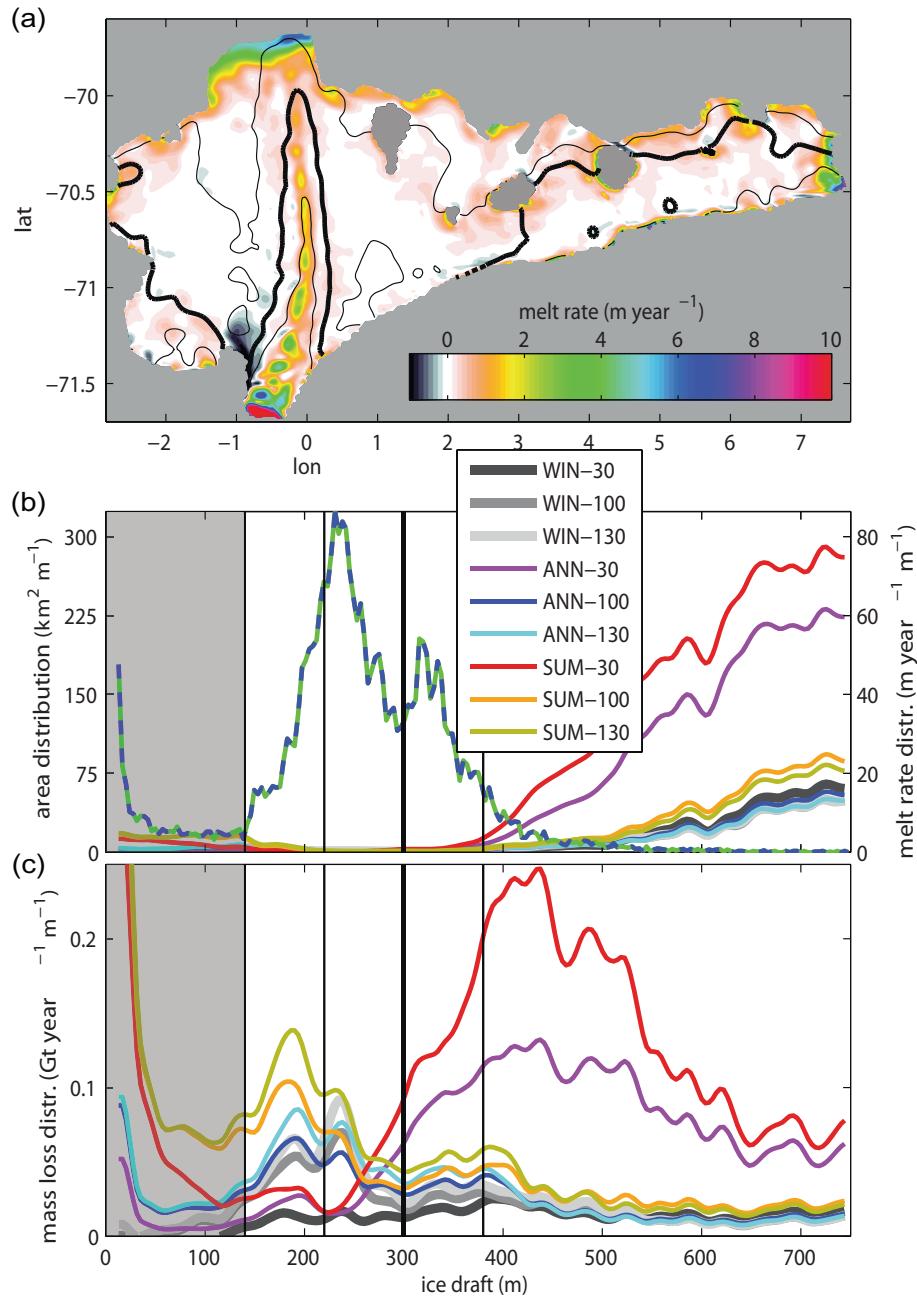 (a)
−70
−70.5
−71
−71.5
lat
melt rate (m year −1)
0 2 4 6 8 10
−2 −1 0 1 2 3 4 5 6 7
lon
(b)
WIN−30
WIN−100
WIN−130
ANN−30
ANN−100
ANN−130
SUM−30
SUM−100
SUM−130
300
225
150
75
0
area distribution (km2 m−1)
80
60
40
20
0
melt rate distr. (m year −1 m−1)
(c)
0.2
0.1
0
mass loss distr. (Gt year −1 m−1)
0 100 200 300 400 500 600 700
ice draft (m)